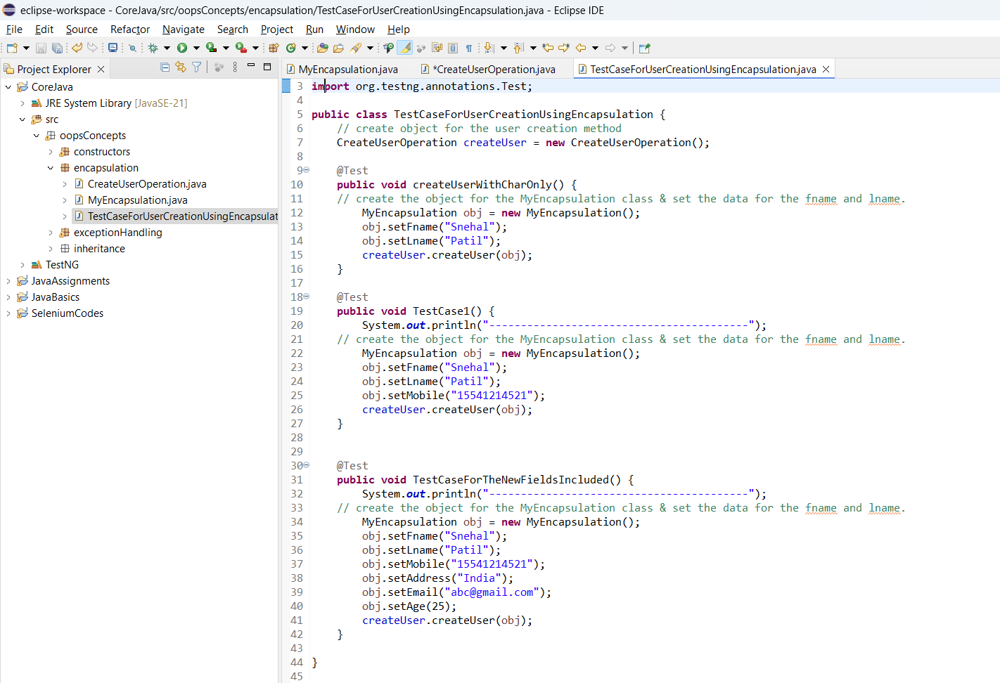 eclipse-workspace - CoreJava/src/oopsConcepts/encapsulation/TestCaseForUserCreationUsingEncapsulation.java - Eclipse IDE
File Edit Source Refactor Navigate Search Project Run Window Help
Project Explorer
CoreJava
JRE System Library [JavaSE-21]
src
oopsConcepts
constructors
encapsulation
CreateUserOperation.java
MyEncapsulation.java
TestCaseForUserCreationUsingEncapsulat
exceptionHandling
inheritance
TestNG
JavaAssignments
JavaBasics
SeleniumCodes
MyEncapsulation.java *CreateUserOperation.java TestCaseForUserCreationUsingEncapsulation.java
3 import org.testng.annotations.Test;
4
5 public class TestCaseForUserCreationUsingEncapsulation {
6 // create object for the user creation method
7 CreateUserOperation createUser = new CreateUserOperation();
8
9 @Test
10 public void createUserWithCharOnly() {
11 // create the object for the MyEncapsulation class & set the data for the fname and lname.
12 MyEncapsulation obj = new MyEncapsulation();
13 obj.setFname("Snehal");
14 obj.setLname("Patil");
15 createUser.createUser(obj);
16 }
17
18 @Test
19 public void TestCase1() {
20 System.out.println("-----------------------------------------");
21 // create the object for the MyEncapsulation class & set the data for the fname and lname.
22 MyEncapsulation obj = new MyEncapsulation();
23 obj.setFname("Snehal");
24 obj.setLname("Patil");
25 obj.setMobile("15541214521");
26 createUser.createUser(obj);
27 }
28
29
30 @Test
31 public void TestCaseForTheNewFieldsIncluded() {
32 System.out.println("-----------------------------------------");
33 // create the object for the MyEncapsulation class & set the data for the fname and lname.
34 MyEncapsulation obj = new MyEncapsulation();
35 obj.setFname("Snehal");
36 obj.setLname("Patil");
37 obj.setMobile("15541214521");
38 obj.setAddress("India");
39 obj.setEmail("abc@gmail.com");
40 obj.setAge(25);
41 createUser.createUser(obj);
42 }
43
44 }
45